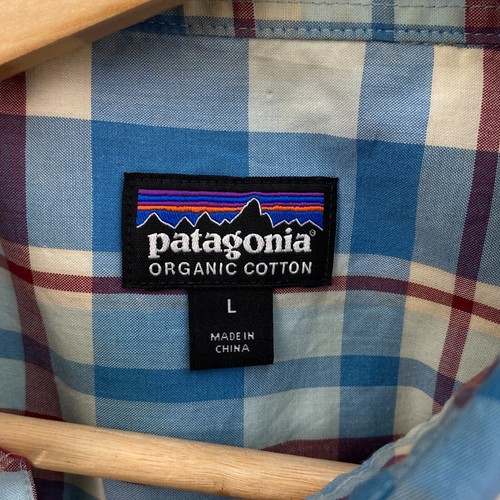 patagonia®
ORGANIC COTTON
L
MADE IN
CHINA